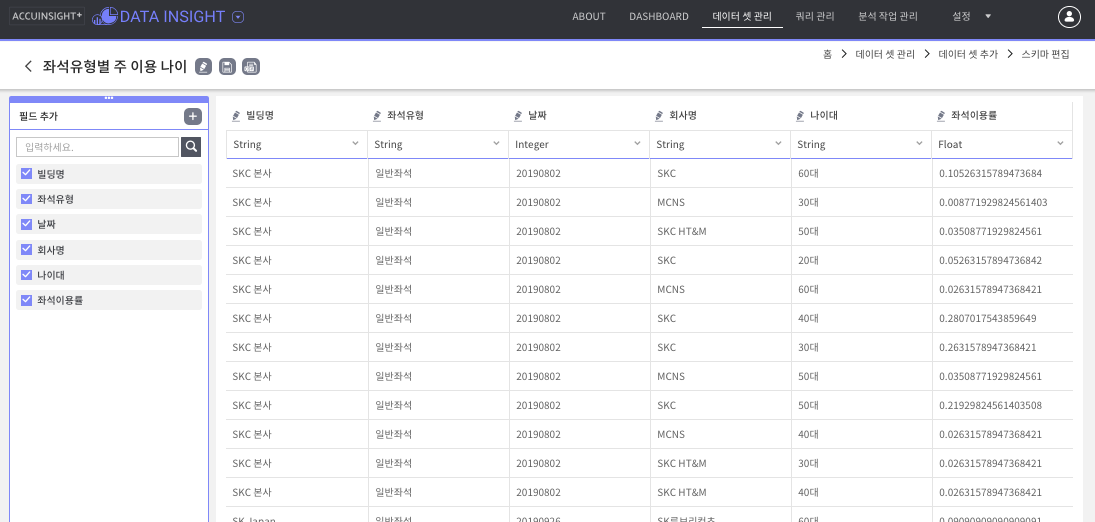 ACCUINSIGHT+ DATA INSIGHT ABOUT DASHBOARD 데이터 셋 관리 쿼리 관리 분석 작업 관리 설정
좌석유형별 주 이용 나이
홈 데이터 셋 관리 데이터 셋 추가 스키마 편집
필드 추가
입력하세요.
빌딩명
좌석유형
날짜
회사명
나이대
좌석이용률
빌딩명 좌석유형 날짜 회사명 나이대 좌석이용률
String String Integer String String Float
SKC 본사 일반좌석 20190802 SKC 60대 0.10526315789473684
SKC 본사 일반좌석 20190802 MCNS 30대 0.008771929824561403
SKC 본사 일반좌석 20190802 SKC HT&M 50대 0.03508771929824561
SKC 본사 일반좌석 20190802 SKC 20대 0.05263157894736842
SKC 본사 일반좌석 20190802 MCNS 60대 0.02631578947368421
SKC 본사 일반좌석 20190802 SKC 40대 0.2807017543859649
SKC 본사 일반좌석 20190802 SKC 30대 0.2631578947368421
SKC 본사 일반좌석 20190802 MCNS 50대 0.03508771929824561
SKC 본사 일반좌석 20190802 SKC 50대 0.21929824561403508
SKC 본사 일반좌석 20190802 MCNS 40대 0.02631578947368421
SKC 본사 일반좌석 20190802 SKC HT&M 30대 0.02631578947368421
SKC 본사 일반좌석 20190802 SKC HT&M 40대 0.02631578947368421
SK Japan 일반좌석 20190926 SK루브리컨츠 60대 0.09090909090909091